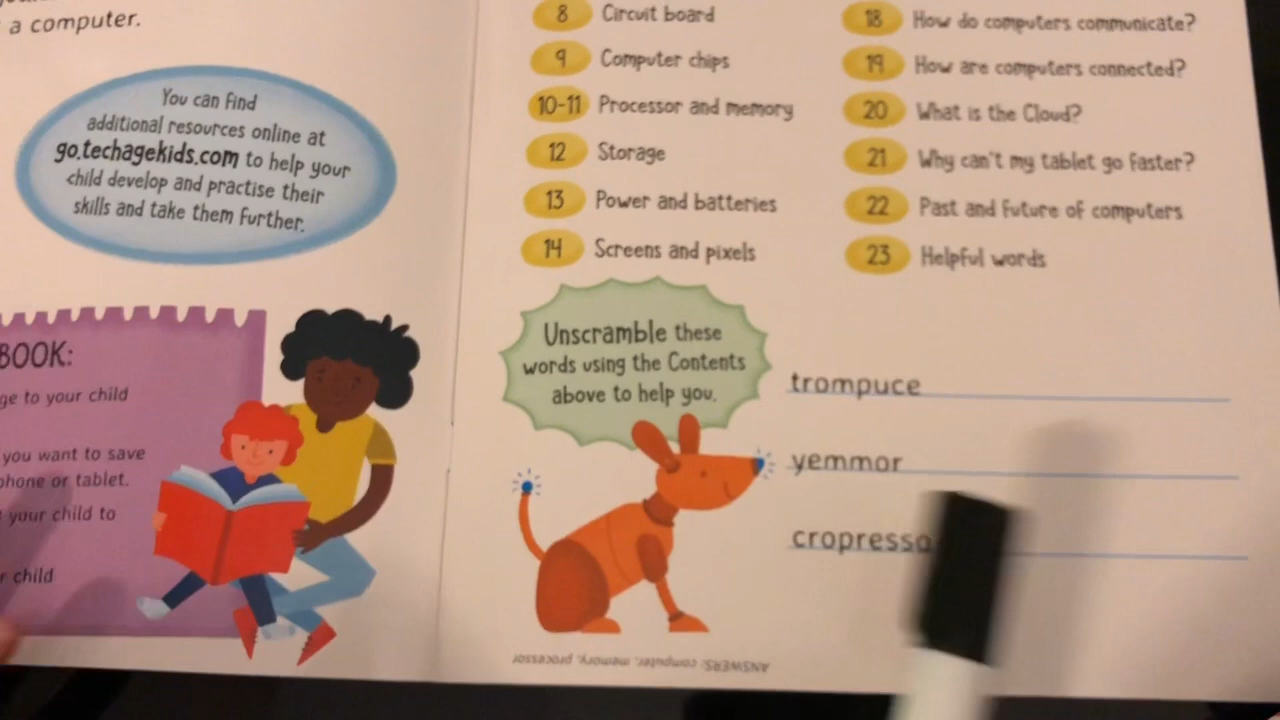 a computer.
You can find
additional resources online at
go.techagekids.com to help your
child develop and practise their
skills and take them further.
BOOK:
ge to your child
you want to save
phone or tablet.
your child to
child
8 Circuit board
9 Computer chips
10-11 Processor and memory
12 Storage
13 Power and batteries
14 Screens and pixels
18 How do computers communicate?
19 How are computers connected?
20 What is the Cloud?
21 Why can't my tablet go faster?
22 Past and future of computers
23 Helpful words
Unscramble these
words using the Contents
above to help you.
trompuce
yemmor
cropresso
ANSWERS: computer, memory, processor